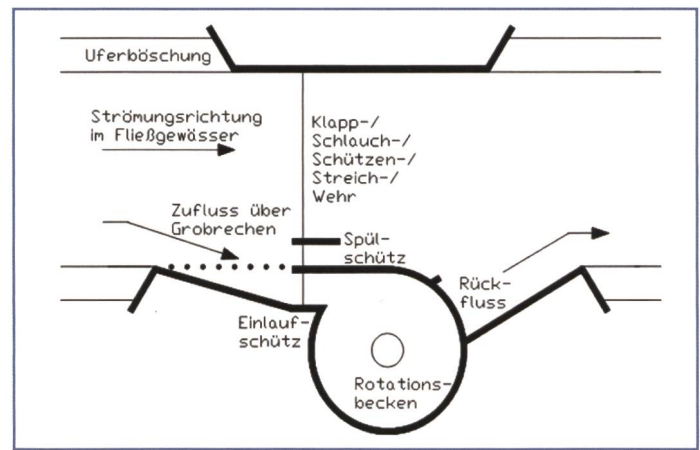 Uferböschung
Strömungsrichtung
im Fließgewässer
Klapp-/
Schlauch-/
Schützen-/
Streich-/
Wehr
Zufluss über
Grobrechen
Spül-
schütz
Rück-
fluss
Einlauf-
schütz
Rotations-
becken